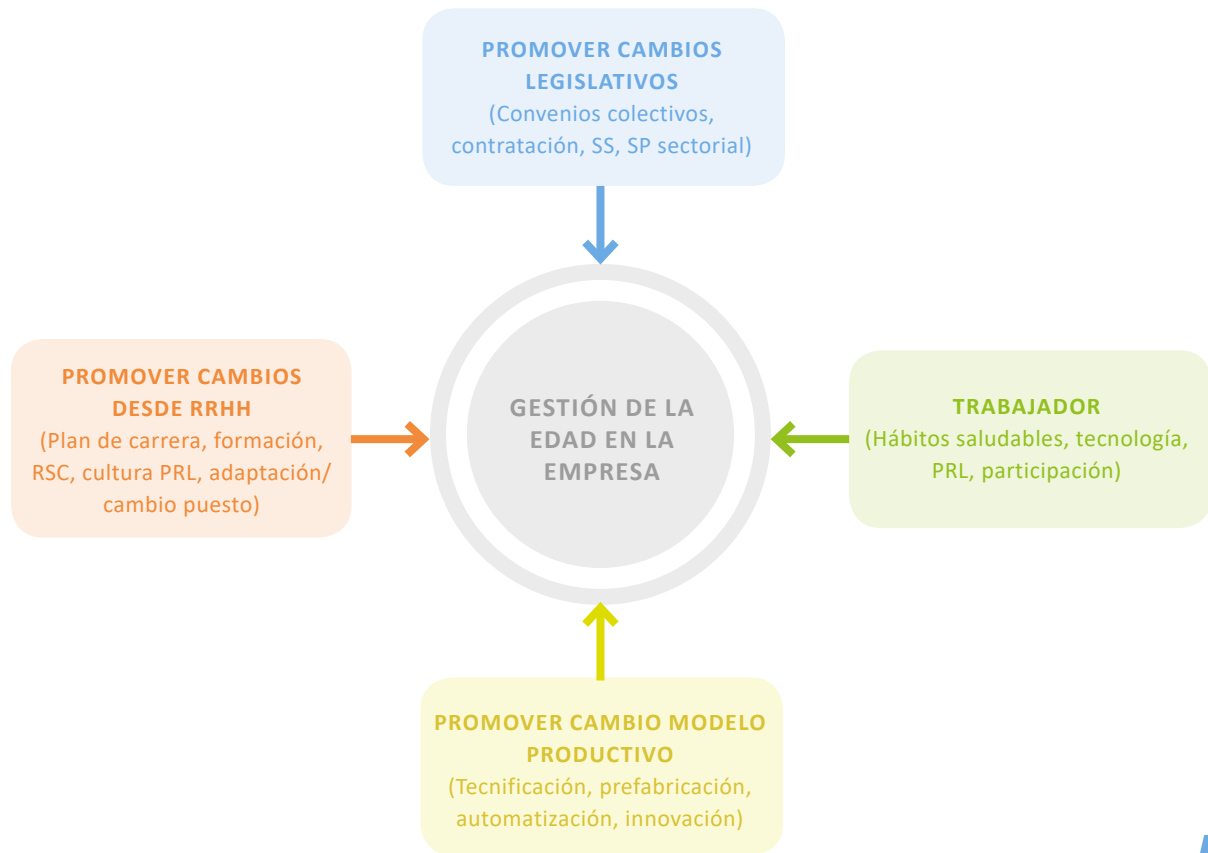 PROMOVER CAMBIOS
LEGISLATIVOS
(Convenios colectivos,
contratación, SS, SP sectorial)
PROMOVER CAMBIOS
DESDE RRHH
(Plan de carrera, formación,
RSC, cultura PRL, adaptación/
cambio puesto)
GESTIÓN DE LA
EDAD EN LA
EMPRESA
TRABAJADOR
(Hábitos saludables, tecnología,
PRL, participación)
PROMOVER CAMBIO MODELO
PRODUCTIVO
(Tecnificación, prefabricación,
automatización, innovación)